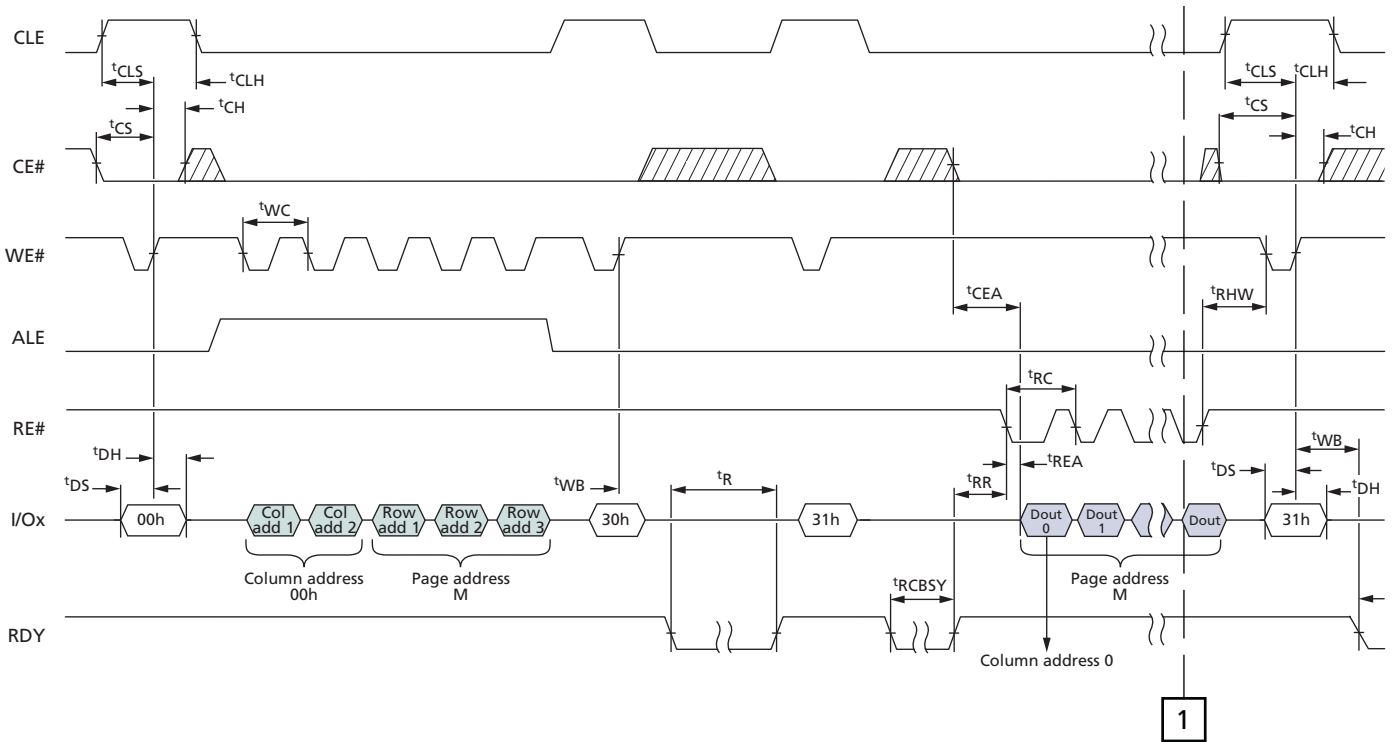 CLE
tCLS
tCLH
tCLS
tCLH
tCH
tCS
tCS
tCH
CE#
tWC
WE#
tCEA
tRHW
ALE
tRC
RE#
tDH
tREA
tWB
tDS
tWB
tR
tRR
tDS
tDH
I/Ox
00h
Col add 1
Col add 2
Row add 1
Row add 2
Row add 3
30h
31h
Dout 0
Dout 1
Dout
31h
Column address 00h
Page address M
tRCBSY
Page address M
RDY
Column address 0
1